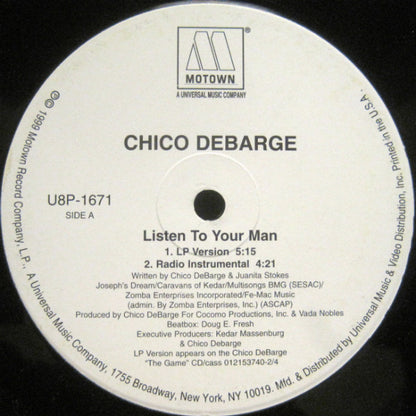 MOTOWN
A UNIVERSAL MUSIC COMPANY
CHICO DEBARGE
U8P-1671
SIDE A
Listen To Your Man
1. LP Version 5:15
2. Radio Instrumental 4:21
Written by Chico DeBarge & Juanita Stokes
Joseph's Dream/Caravans of Kedar/Multisongs BMG (SESAC)/
Zomba Enterprises Incorporated/Fe-Mac Music
(admin. By Zomba Enterprises, Inc.) (ASCAP)
Produced by Chico DeBarge For Cocomo Productions, Inc. & Vada Nobles
Beatbox: Doug E. Fresh
Executive Producers: Kedar Massenburg
& Chico Debarge
LP Version appears on the Chico DeBarge
"The Game" CD/cass 012153740-2/4
℗© 1999 Motown Record Company, L.P., A Universal Music Company, 1755 Broadway, New York, NY 10019. Mfd. & Distributed by Universal Music & Video Distribution, Inc. Printed in the U.S.A.